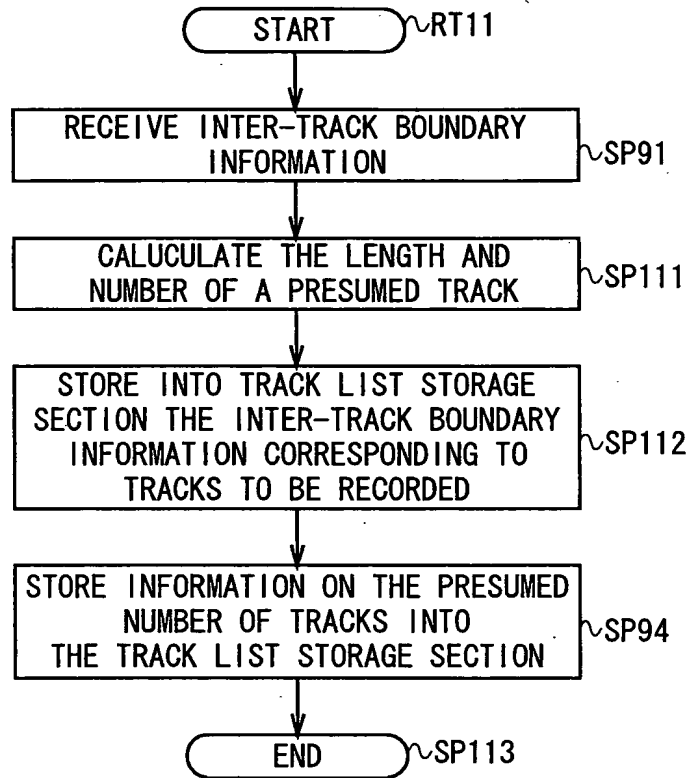 START
RT11
RECEIVE INTER-TRACK BOUNDARY
INFORMATION
SP91
CALUCULATE THE LENGTH AND
NUMBER OF A PRESUMED TRACK
SP111
STORE INTO TRACK LIST STORAGE
SECTION THE INTER-TRACK BOUNDARY
INFORMATION CORRESPONDING TO
TRACKS TO BE RECORDED
SP112
STORE INFORMATION ON THE PRESUMED
NUMBER OF TRACKS INTO
THE TRACK LIST STORAGE SECTION
SP94
END
SP113